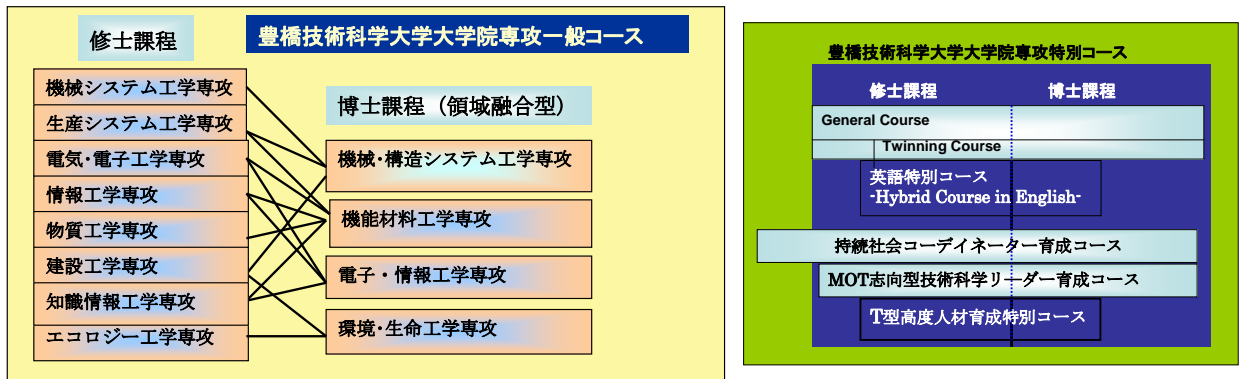 修士課程
豊橋技術科学大学大学院専攻一般コース
機械システム工学専攻
生産システム工学専攻
電気・電子工学専攻
情報工学専攻
物質工学専攻
建設工学専攻
知識情報工学専攻
エコロジー工学専攻
博士課程（領域融合型）
機械・構造システム工学専攻
機能材料工学専攻
電子・情報工学専攻
環境・生命工学専攻
豊橋技術科学大学大学院専攻特別コース
修士課程
博士課程
General Course
Twinning Course
英語特別コース
-Hybrid Course in English-
持続社会コーデイネーター育成コース
MOT志向型技術科学リーダー育成コース
T型高度人材育成特別コース